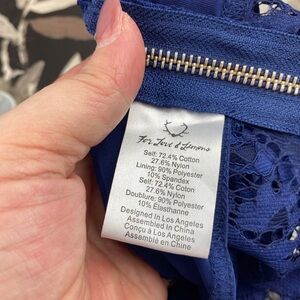 For Love & Lemons
Self: 72.4% Cotton
27.6% Nylon
Lining: 90% Polyester
10% Spandex
Self: 72.4% Coton
27.6% Nylon
Doublure: 90% Polyester
10% Elasthanne
Designed In Los Angeles
Assembled In China
Conçu à Los Angeles
Assemblé en Chine